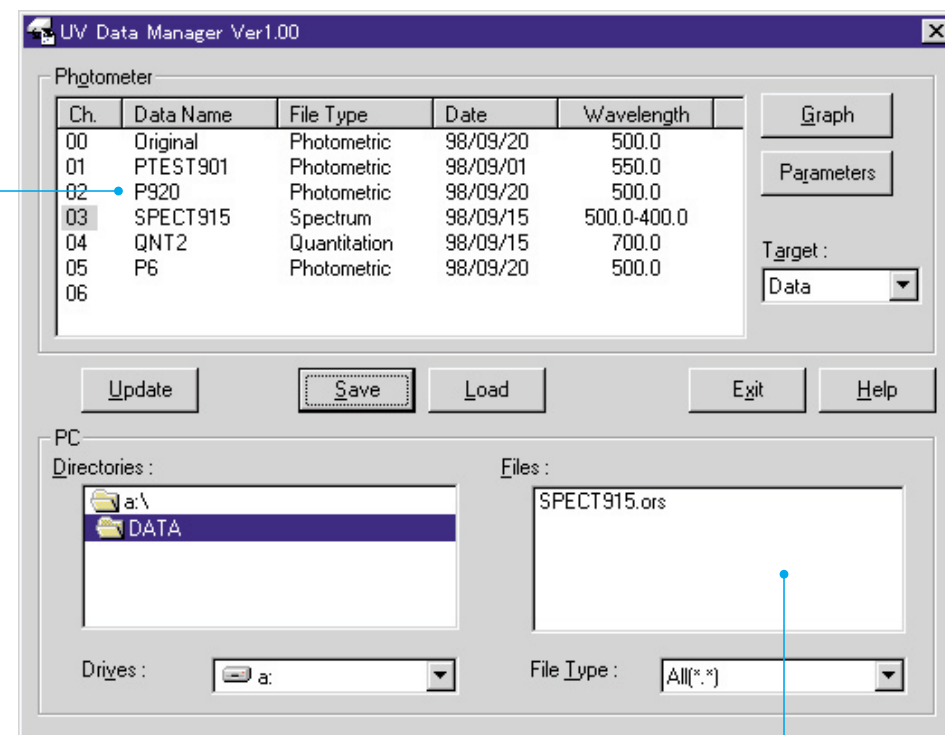 UV Data Manager Ver1.00
Photometer
Ch. Data Name File Type Date Wavelength
00 Original Photometric 98/09/20 500.0
01 PTEST901 Photometric 98/09/01 550.0
02 P920 Photometric 98/09/20 500.0
03 SPECT915 Spectrum 98/09/15 500.0-400.0
04 QNT2 Quantitation 98/09/15 700.0
05 P6 Photometric 98/09/20 500.0
06
Graph
Parameters
Target :
Data
Update Save Load Exit Help
PC
Directories :
a:\
DATA
Files :
SPECT915.ors
Drives : a:
File Type : All(*.*)